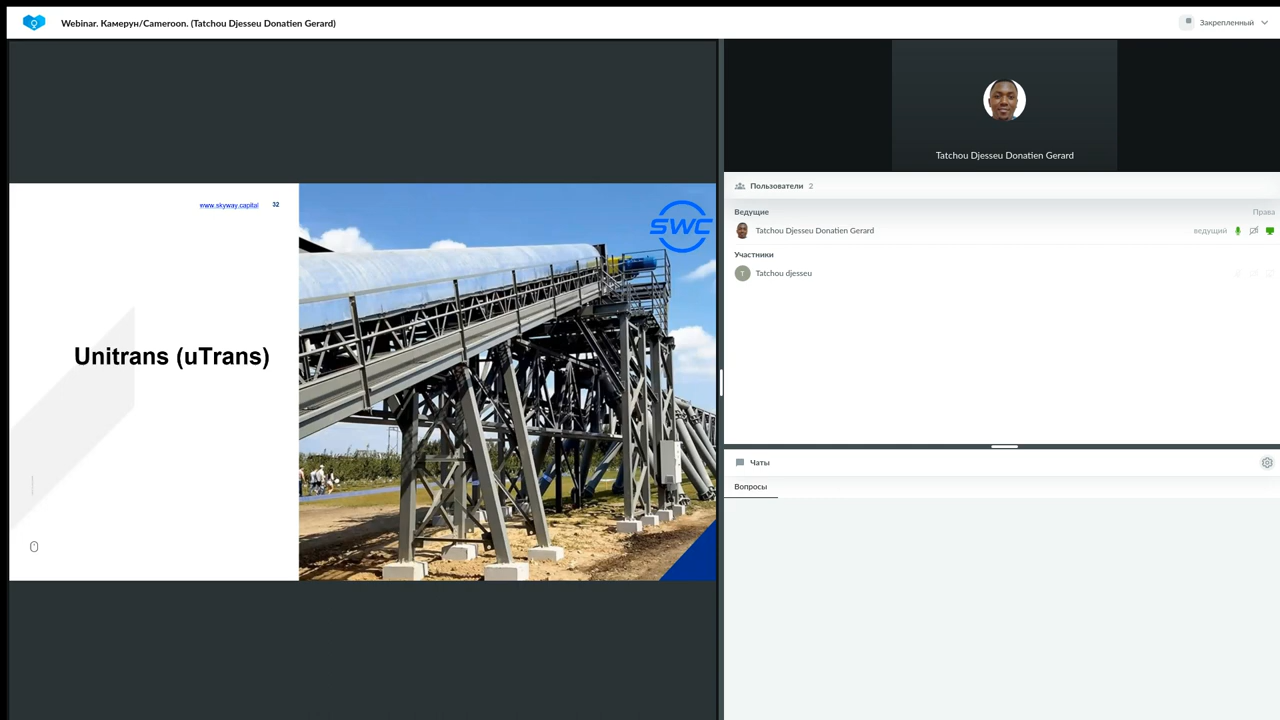 Webinar. Камерун/Cameroon. (Tatchou Djesseu Donatien Gerard)
Закрепленный
www.skyway.capital 32
SWC
Unitrans (uTrans)
Tatchou Djesseu Donatien Gerard
Пользователи 2
Ведущие Права
Tatchou Djesseu Donatien Gerard ведущий
Участники
T Tatchou djesseu
Чаты
Вопросы